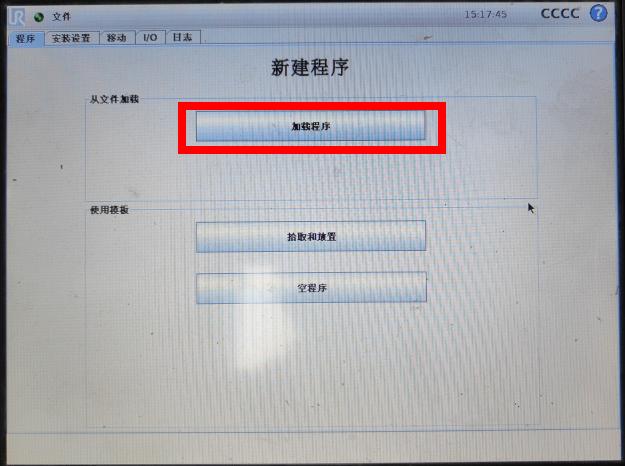 UR 文件 15:17:45 CCCC ?
程序 安装设置 移动 I/O 日志
新建程序
从文件加载
加载程序
使用模板
拾取和放置
空程序